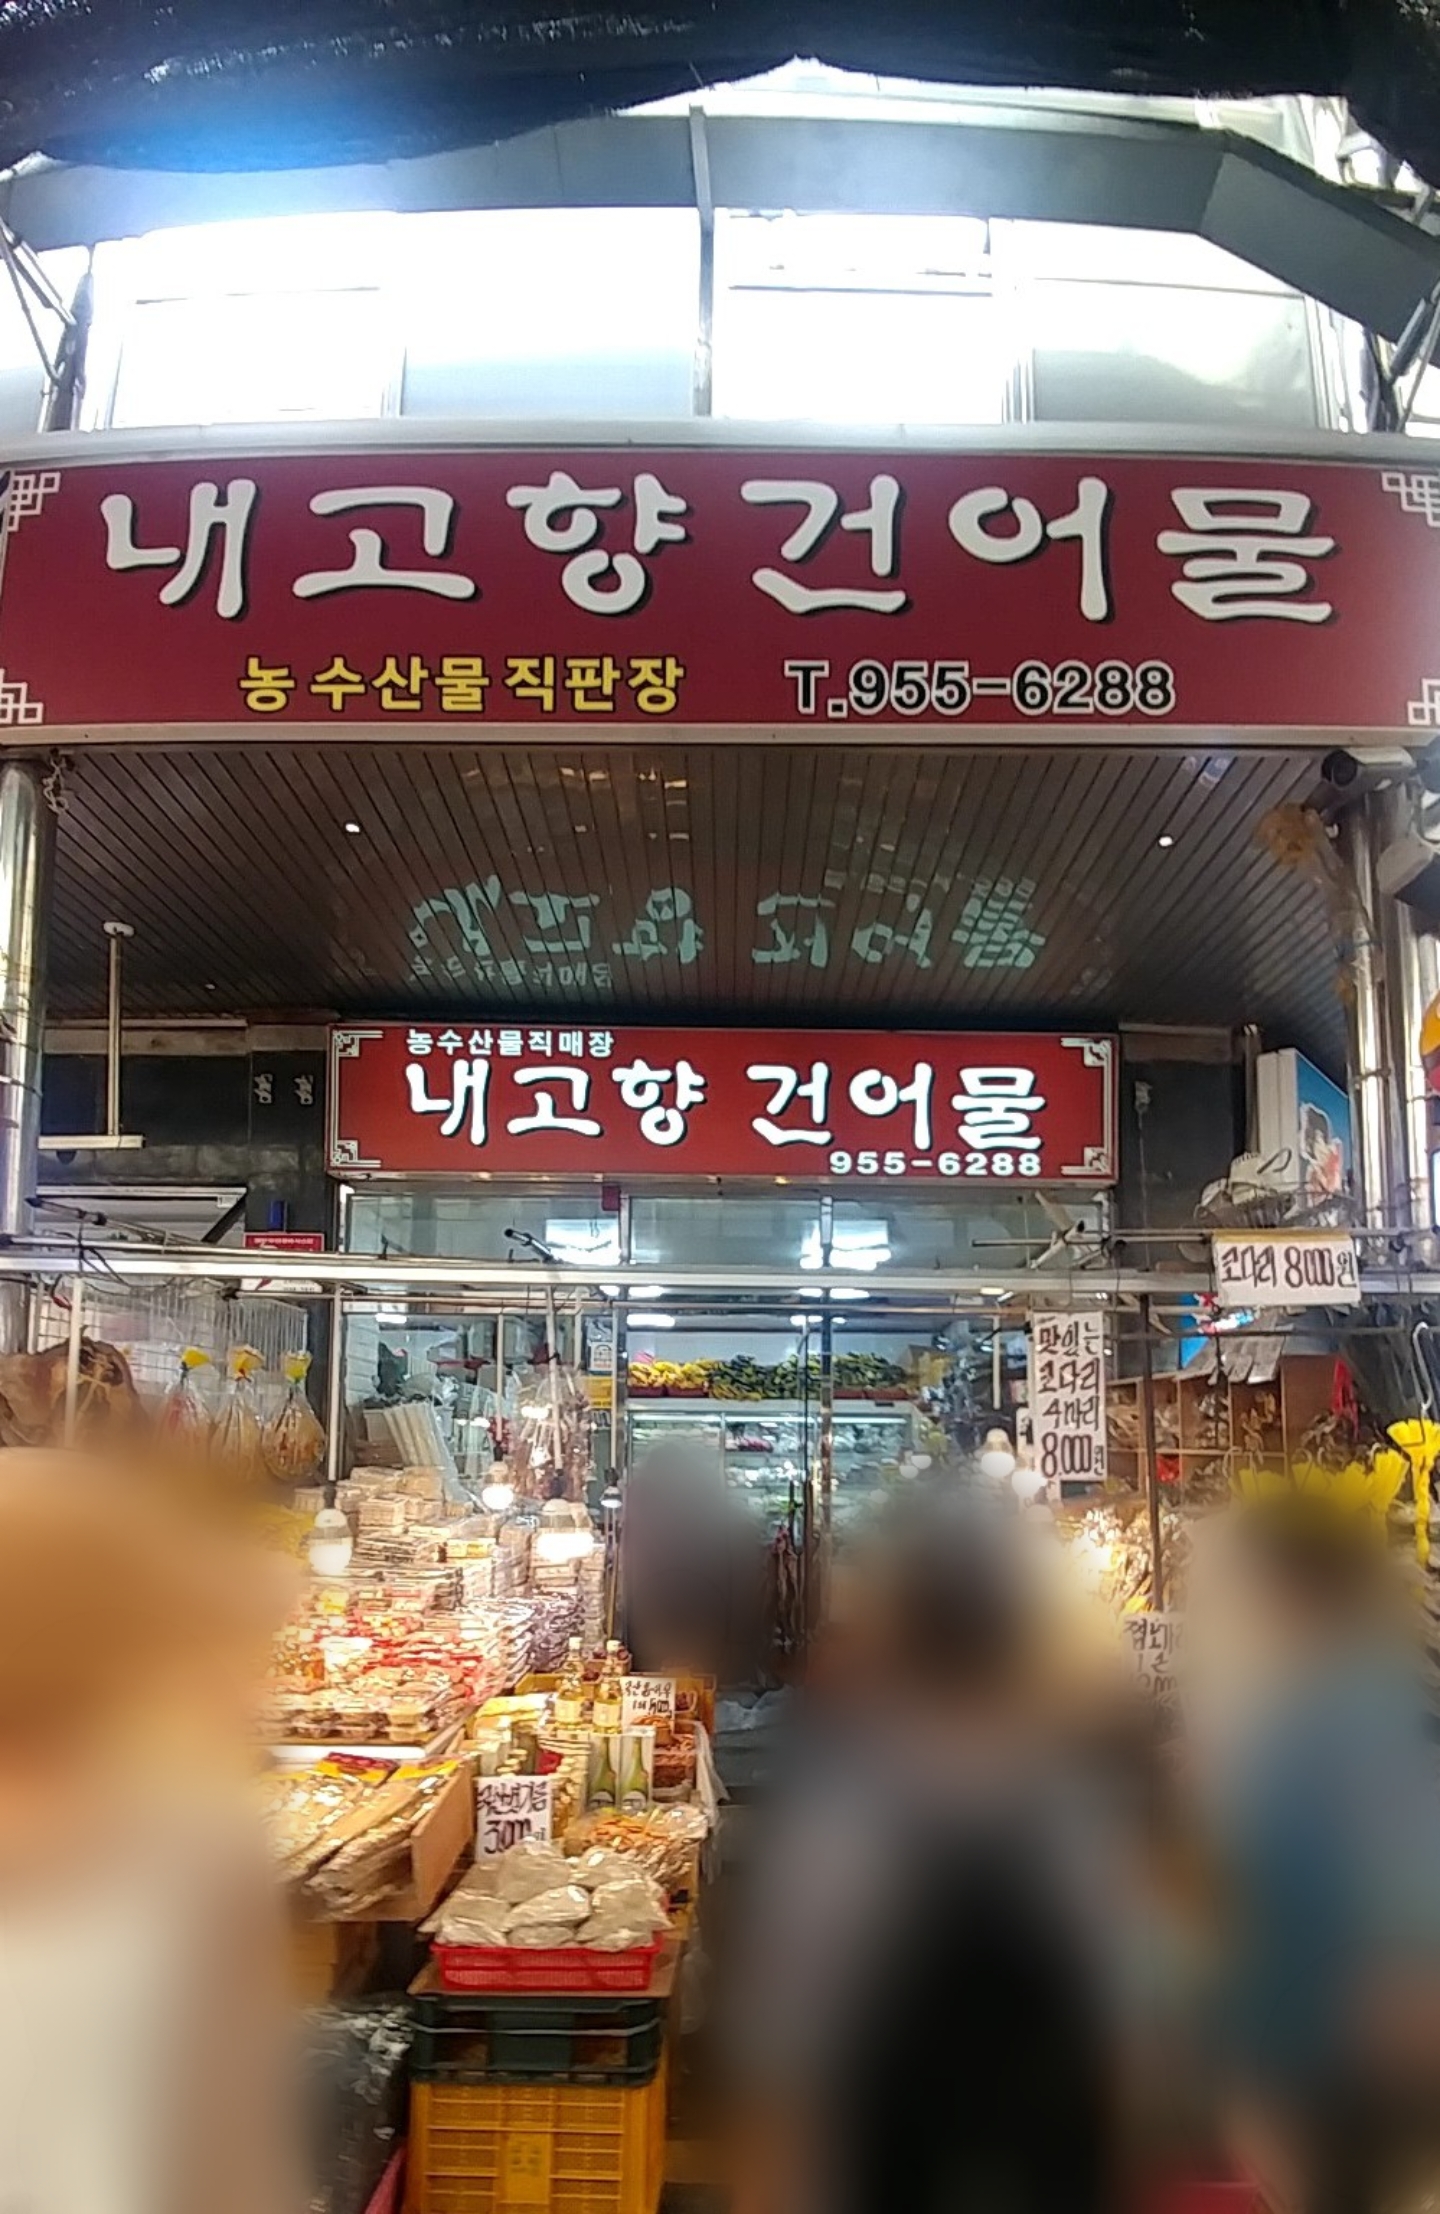 내고향건어물
농수산물직판장 T.955-6288
농수산물직매장
내고향 건어물
955-6288
코다리 8000원
맛있는
코다리
4마리
8.000원